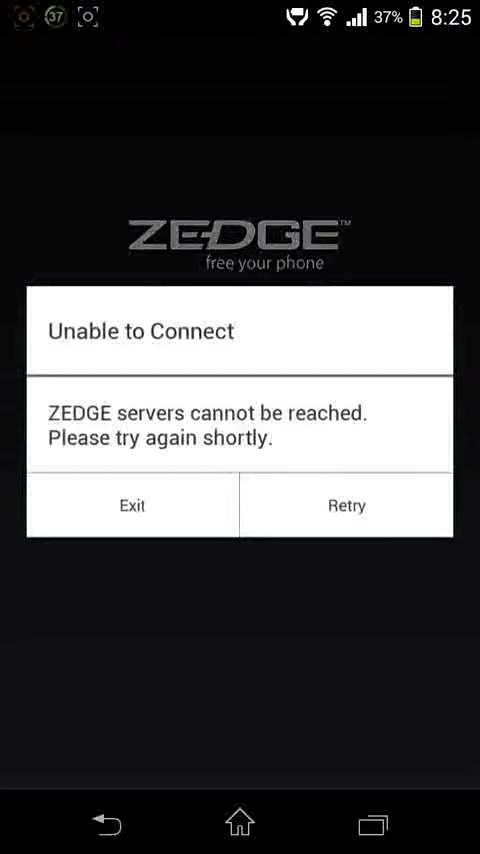 37 37% 8:25
ZEDGE™
free your phone
Unable to Connect
ZEDGE servers cannot be reached.
Please try again shortly.
Exit Retry